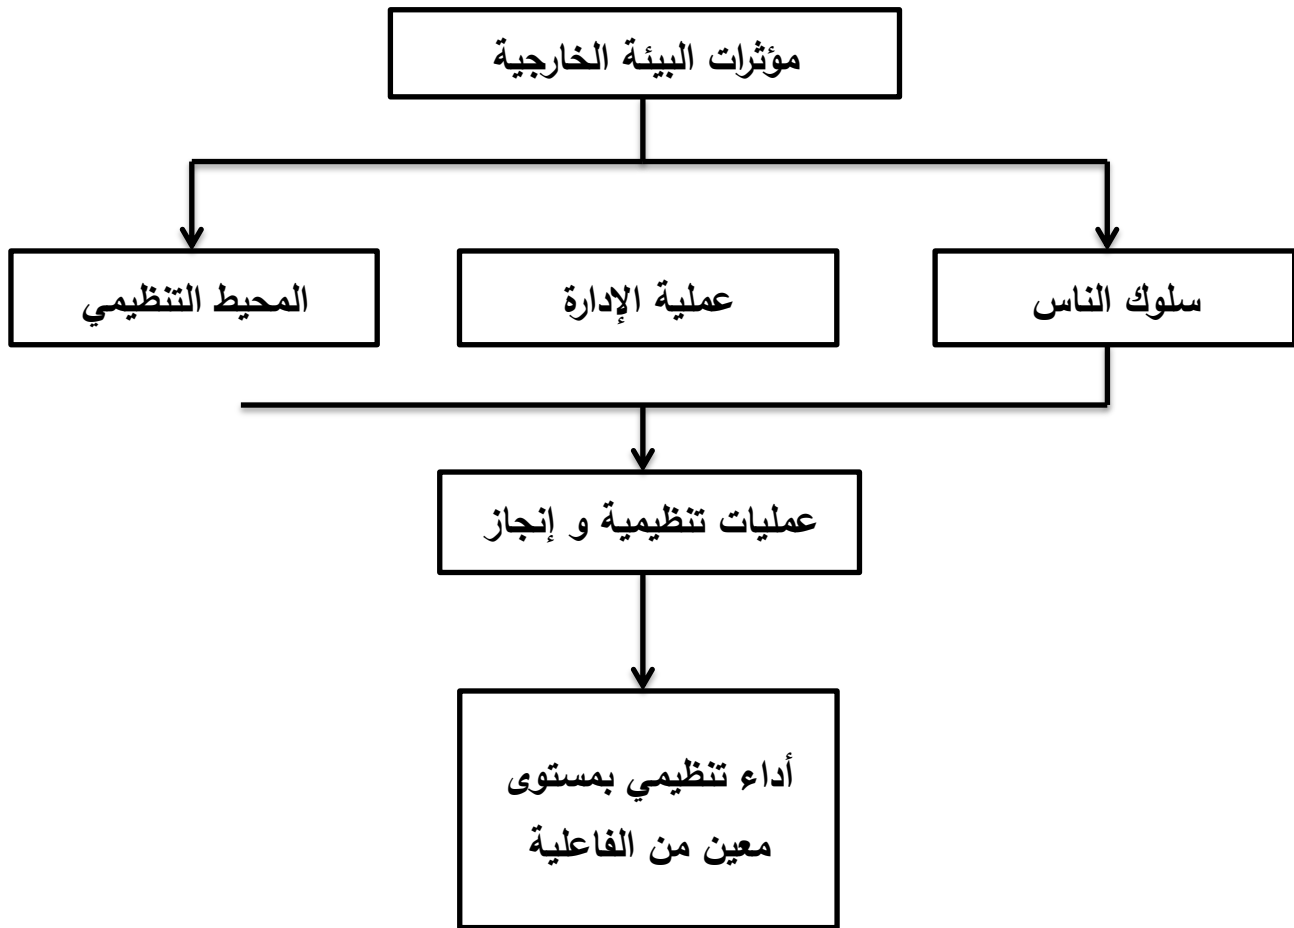 مؤثرات البيئة الخارجية
سلوك الناس
عملية الإدارة
المحيط التنظيمي
عمليات تنظيمية و إنجاز
أداء تنظيمي بمستوى
معين من الفاعلية